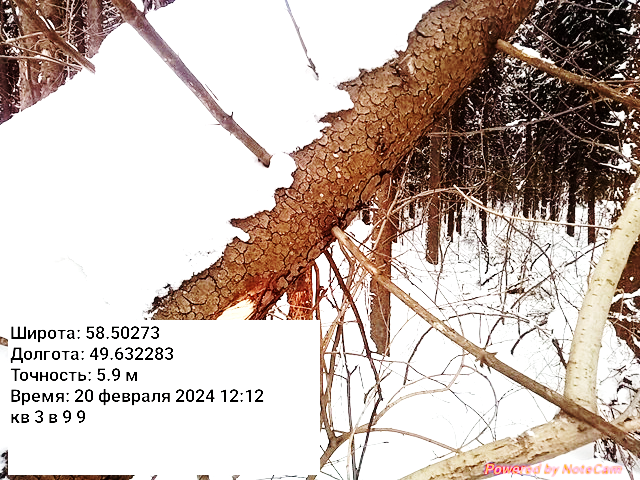 Широта: 58.50273
Долгота: 49.632283
Точность: 5.9 м
Время: 20 февраля 2024 12:12
кв 3 в 9 9
Powered by NoteCam